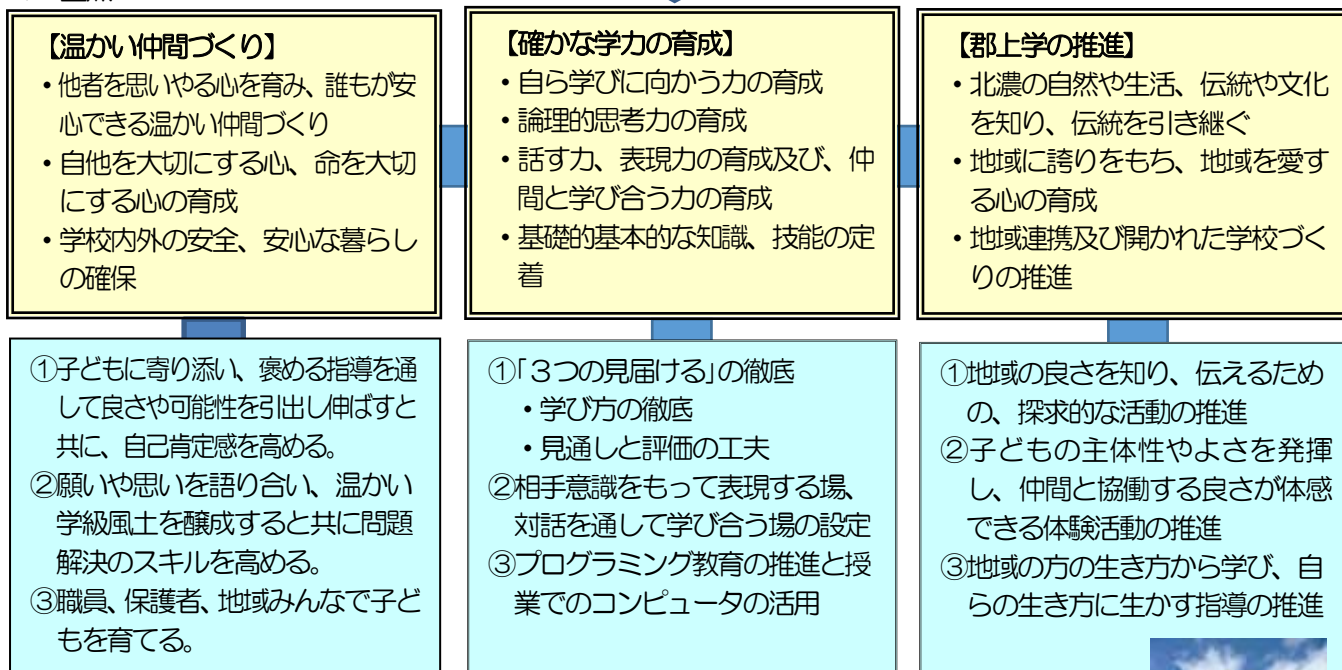 【温かい仲間づくり】
・他者を思いやる心を育み、誰もが安
心できる温かい仲間づくり
・自他を大切にする心、命を大切
にする心の育成
・学校内外の安全、安心な暮らし
の確保
【確かな学力の育成】
・自ら学びに向かう力の育成
・論理的思考力の育成
・話す力、表現力の育成及び、仲
間と学び合う力の育成
・基礎的基本的な知識、技能の定
着
【郡上学の推進】
・北濃の自然や生活、伝統や文化
を知り、伝統を引き継ぐ
・地域に誇りをもち、地域を愛す
る心の育成
・地域連携及び開かれた学校づく
りの推進
①子どもに寄り添い、褒める指導を通
して良さや可能性を引出し伸ばすと
共に、自己肯定感を高める。
②願いや思いを語り合い、温かい
学級風土を醸成すると共に問題
解決のスキルを高める。
③職員、保護者、地域みんなで子ど
もを育てる。
①「３つの見届ける」の徹底
・学び方の徹底
・見通しと評価の工夫
②相手意識をもって表現する場、
対話を通して学び合う場の設定
③プログラミング教育の推進と授
業でのコンピュータの活用
①地域の良さを知り、伝えるため
の、探求的な活動の推進
②子どもの主体性やよさを発揮
し、仲間と協働する良さが体感
できる体験活動の推進
③地域の方の生き方から学び、自
らの生き方に生かす指導の推進